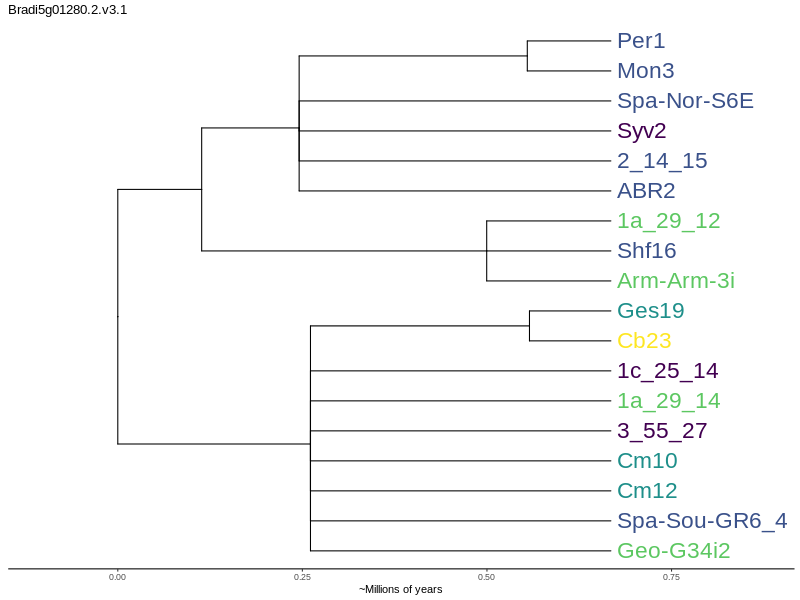 Bradi5g01280.2.v3.1
Per1
Mon3
Spa-Nor-S6E
Syv2
2_14_15
ABR2
1a_29_12
Shf16
Arm-Arm-3i
Ges19
Cb23
1c_25_14
1a_29_14
3_55_27
Cm10
Cm12
Spa-Sou-GR6_4
Geo-G34i2
0.00 0.25 0.50 0.75
~Millions of years